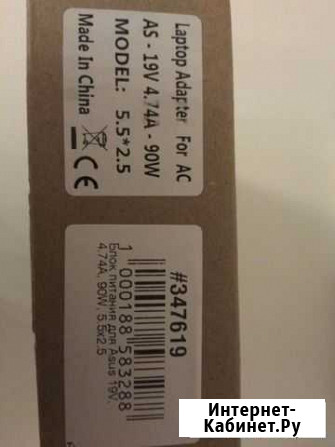 Laptop Adapter For AC
AS - 19V 4.74A - 90W
MODEL: 5.5*2.5
Made In China CE
#347619
1 000188 583288
Блок питания для Asus 19V,
4.74A, 90W, 5.5x2.5
Интернет-
Кабинет.Ру